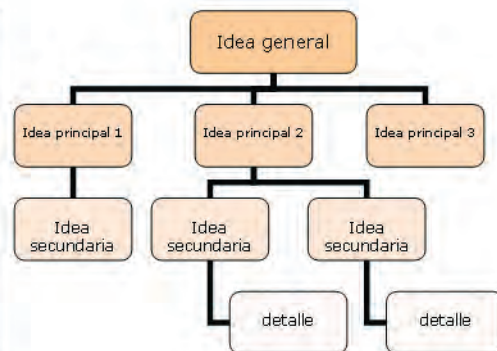 Idea general
Idea principal 1
Idea principal 2
Idea principal 3
Idea
secundaria
Idea
secundaria
Idea
secundaria
detalle
detalle